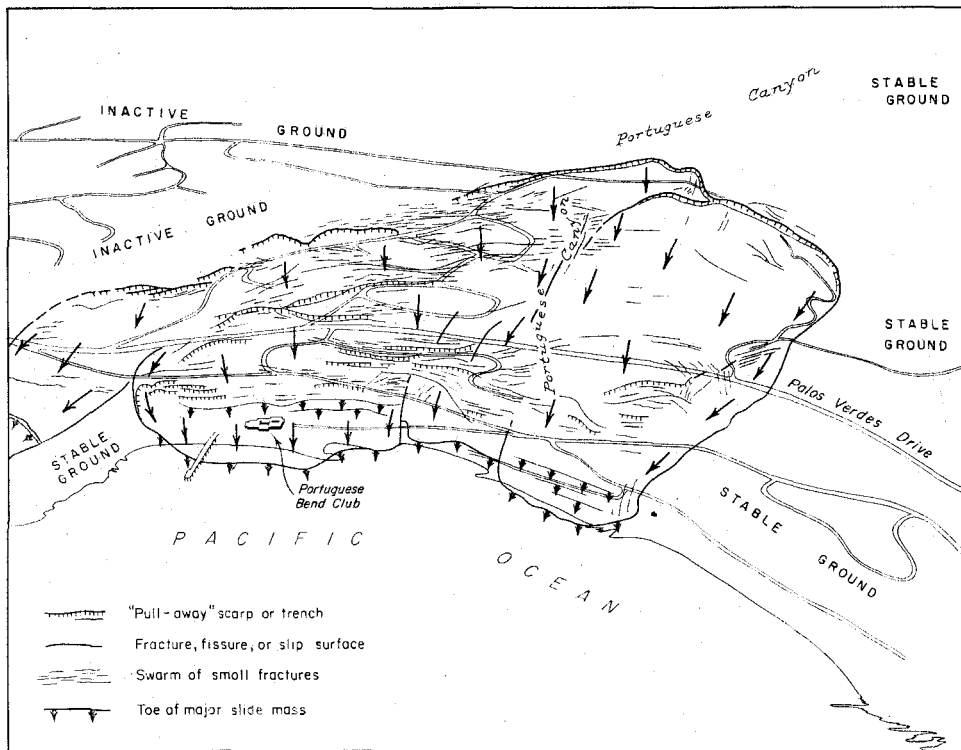 INACTIVE
GROUND
Portuguese Canyon
STABLE
GROUND
INACTIVE GROUND
Portuguese Canyon
STABLE
GROUND
Palos Verdes
Drive
STABLE
GROUND
Portuguese
Bend Club
STABLE
GROUND
PACIFIC
OCEAN
"Pull-away" scarp or trench
Fracture, fissure, or slip surface
Swarm of small fractures
Toe of major slide mass